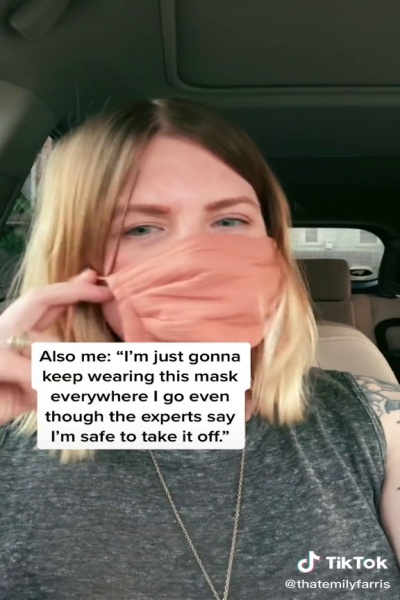 Also me: “I’m just gonna
keep wearing this mask
everywhere I go even
though the experts say
I’m safe to take it off.”
TikTok
@thatemilyfarris